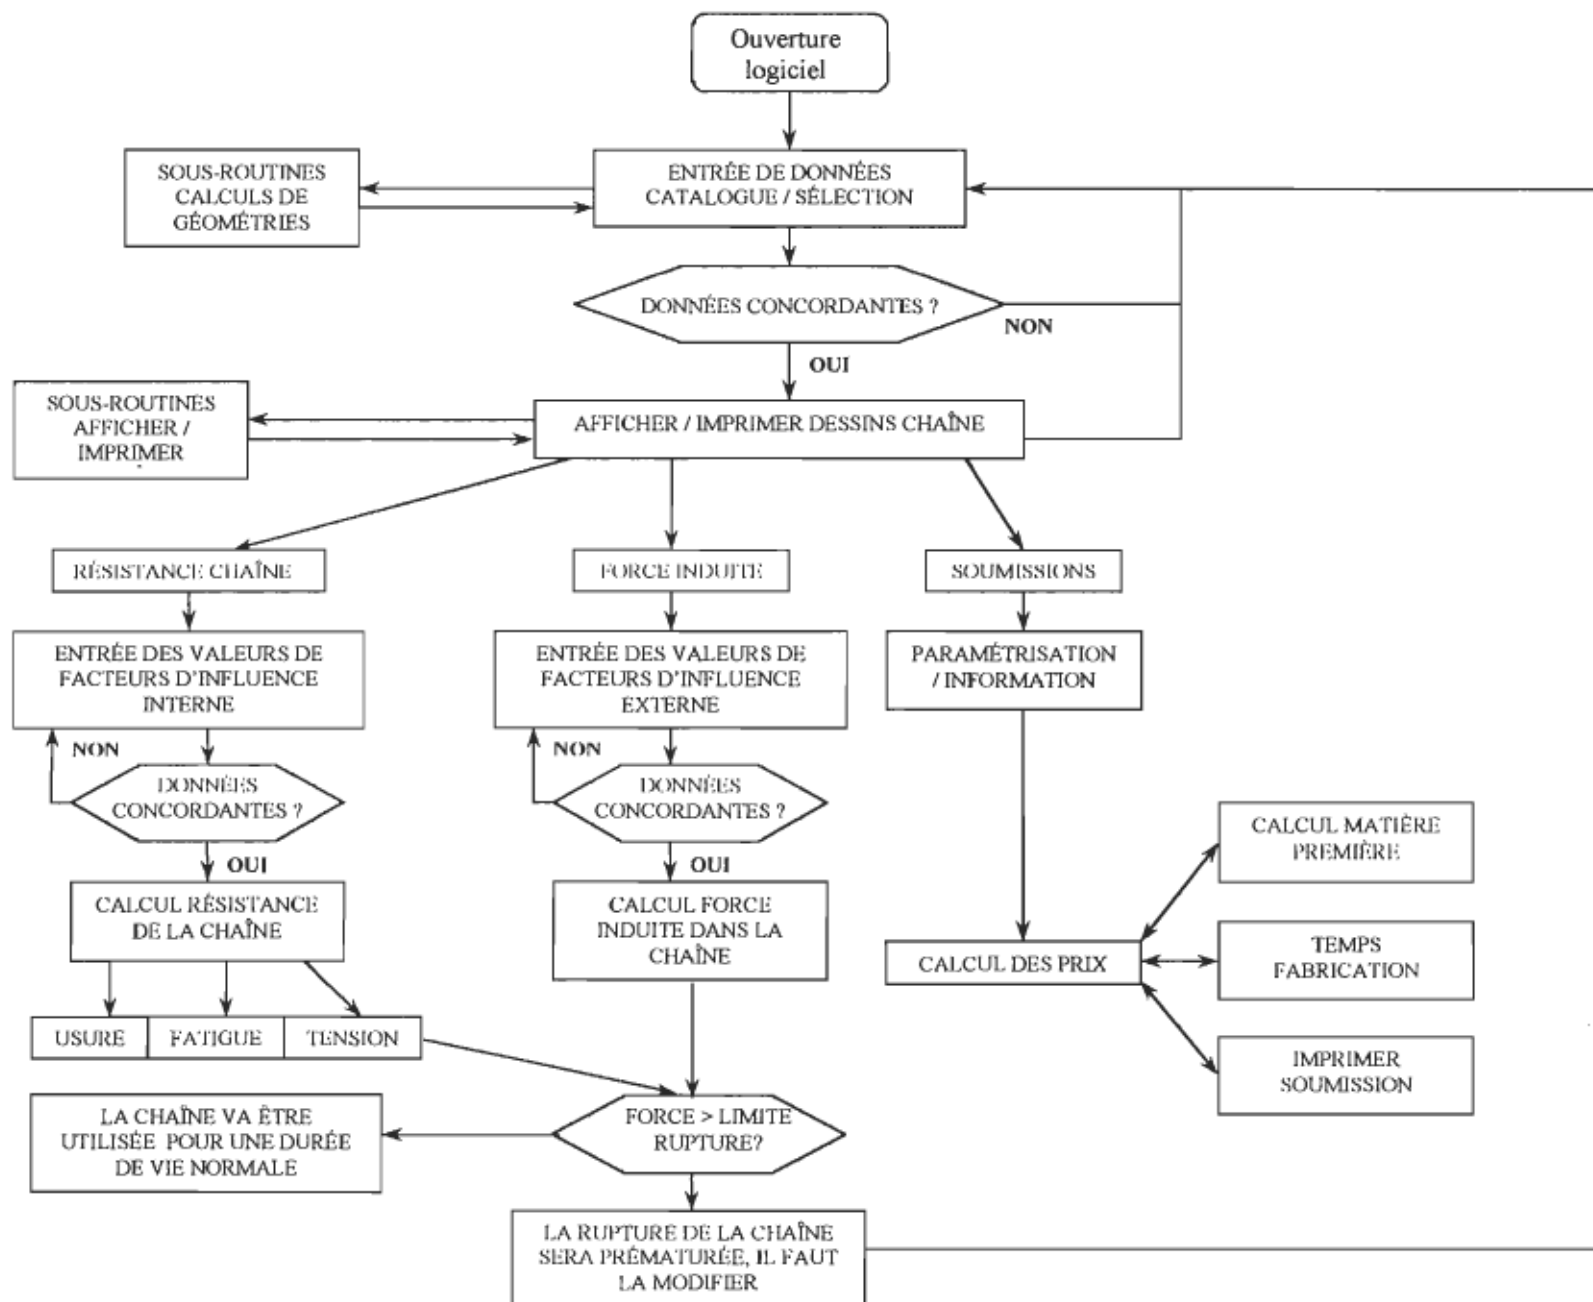 Ouverture
logiciel
SOUS-ROUTINES
CALCULS DE
GÉOMÉTRIES
ENTRÉE DE DONNÉES
CATALOGUE / SÉLECTION
DONNÉES CONCORDANTES ?
NON
OUI
SOUS-ROUTINES
AFFICHER /
IMPRIMER
AFFICHER / IMPRIMER DESSINS CHAÎNE
RÉSISTANCE CHAÎNE
FORCE INDUITE
SOUMISSIONS
ENTRÉE DES VALEURS DE
FACTEURS D'INFLUENCE
INTERNE
ENTRÉE DES VALEURS DE
FACTEURS D'INFLUENCE
EXTERNE
PARAMÉTRISATION
/ INFORMATION
NON
DONNÉES
CONCORDANTES ?
OUI
NON
DONNÉES
CONCORDANTES ?
OUI
CALCUL RÉSISTANCE
DE LA CHAÎNE
CALCUL FORCE
INDUITE DANS LA
CHAÎNE
CALCUL DES PRIX
CALCUL MATIÈRE
PREMIÈRE
TEMPS
FABRICATION
IMPRIMER
SOUMISSION
USURE
FATIGUE
TENSION
LA CHAÎNE VA ÊTRE
UTILISÉE POUR UNE DURÉE
DE VIE NORMALE
FORCE > LIMITE
RUPTURE?
LA RUPTURE DE LA CHAÎNE
SERA PRÉMATURÉE, IL FAUT
LA MODIFIER